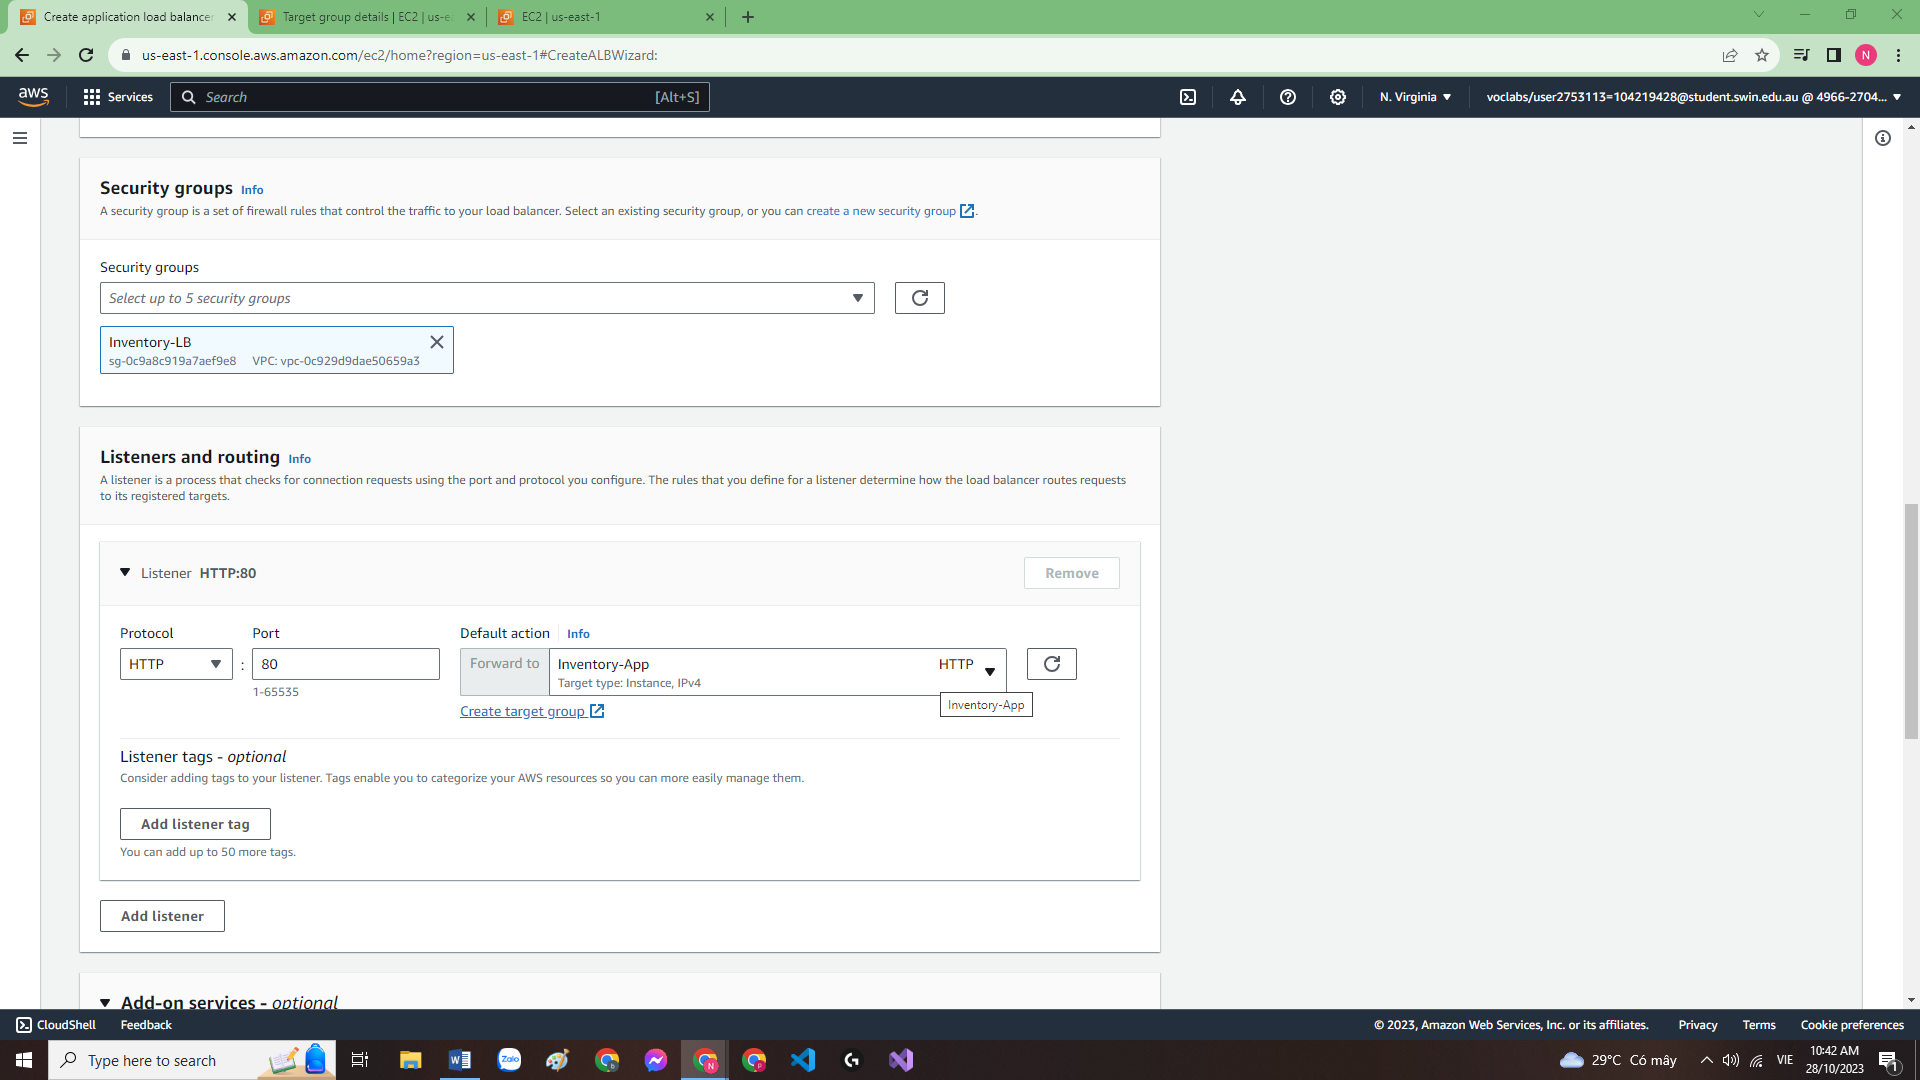 Create application load balancer
Target group details | EC2 | us-ea
EC2 | us-east-1
us-east-1.console.aws.amazon.com/ec2/home?region=us-east-1#CreateALBWizard:
N
aws
Services
Search
[Alt+S]
N. Virginia
voclabs/user2753113=104219428@student.swin.edu.au @ 4966-2704...
Security groups Info
A security group is a set of firewall rules that control the traffic to your load balancer. Select an existing security group, or you can create a new security group.
Security groups
Select up to 5 security groups
Inventory-LB
sg-0c9a8c919a7aef9e8 VPC: vpc-0c929d9dae50659a3
Listeners and routing Info
A listener is a process that checks for connection requests using the port and protocol you configure. The rules that you define for a listener determine how the load balancer routes requests
to its registered targets.
Listener HTTP:80
Remove
Protocol
Port
Default action
Info
HTTP
:
80
Forward to
Inventory-App
HTTP
Target type: Instance, IPv4
1-65535
Inventory-App
Create target group
Listener tags - optional
Consider adding tags to your listener. Tags enable you to categorize your AWS resources so you can more easily manage them.
Add listener tag
You can add up to 50 more tags.
Add listener
Add-on services - optional
CloudShell
Feedback
© 2023, Amazon Web Services, Inc. or its affiliates.
Privacy
Terms
Cookie preferences
Type here to search
Zalo
29°C Có mây
VIE
10:42 AM
28/10/2023
1